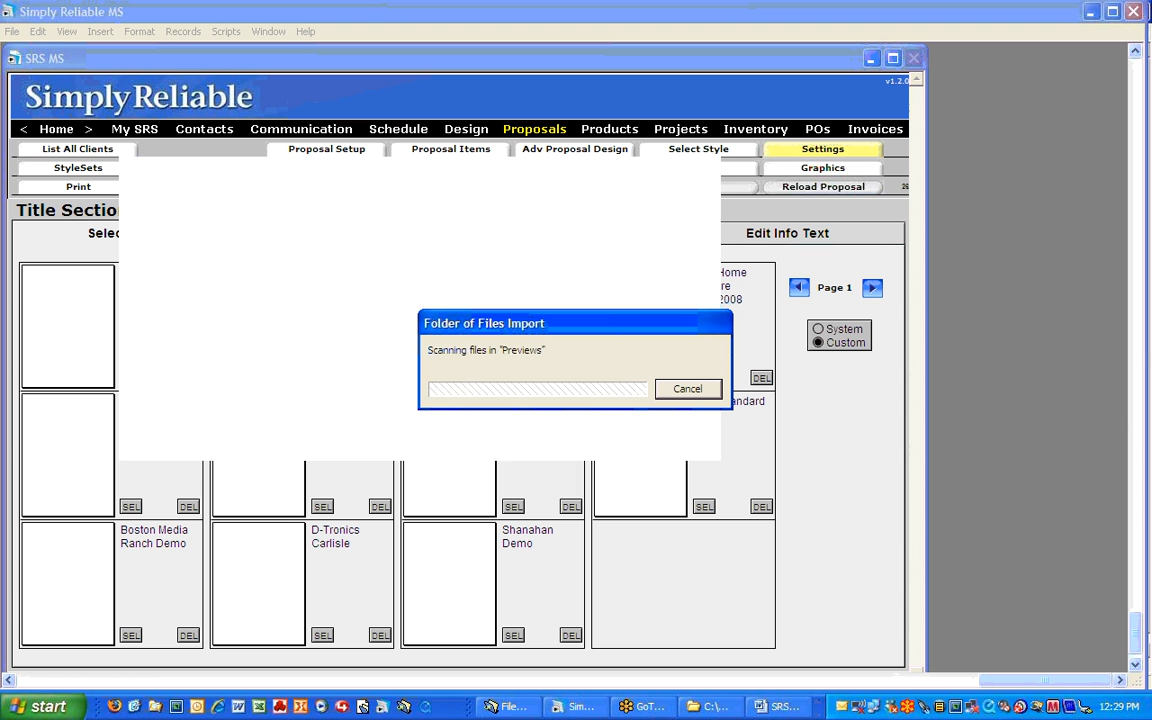 Simply Reliable MS
File Edit View Insert Format Records Scripts Window Help
SRS MS
SimplyReliable
v1.2.0
< Home > My SRS Contacts Communication Schedule Design Proposals Products Projects Inventory POs Invoices
List All Clients Proposal Setup Proposal Items Adv Proposal Design Select Style Settings
StyleSets Graphics
Print Reload Proposal
Title Sectio
Selec Edit Info Text
Home
re
2008
Page 1
System
Custom
Folder of Files Import
Scanning files in "Previews"
Cancel
DEL
andard
SEL DEL SEL DEL SEL DEL SEL DEL
Boston Media
Ranch Demo
D-Tronics
Carlisle
Shanahan
Demo
SEL DEL SEL DEL SEL DEL
start File... Sim... GoT... C:\... SRS... 12:29 PM